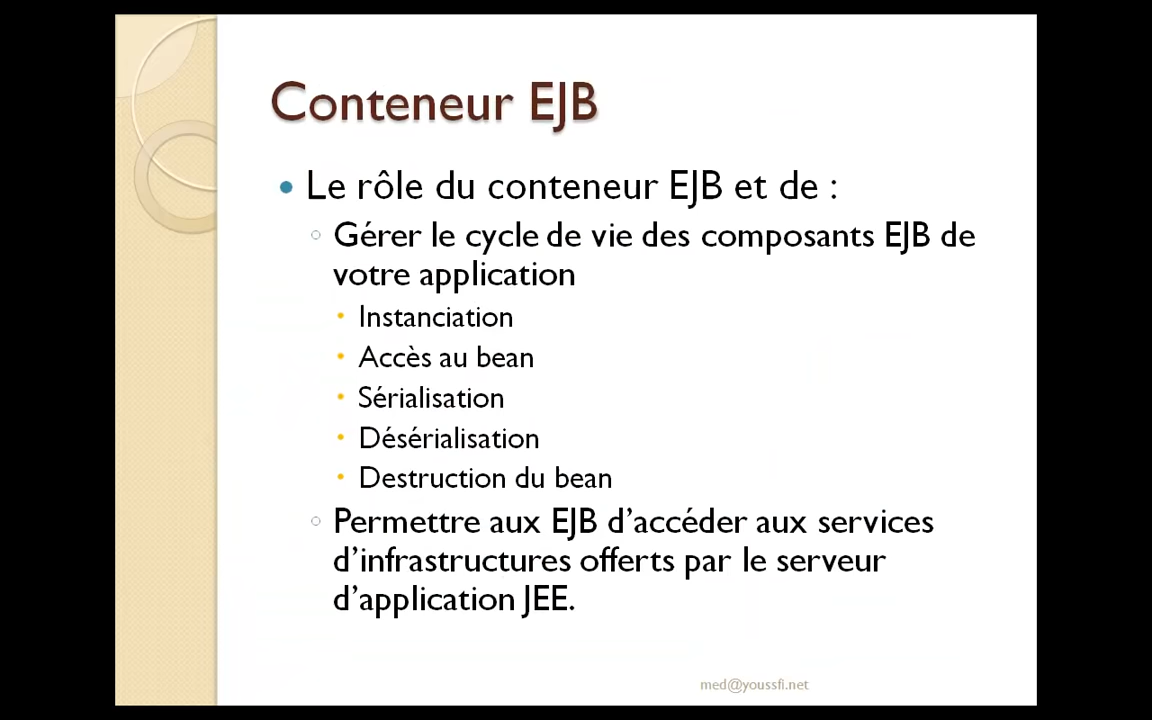 Conteneur EJB
Le rôle du conteneur EJB et de :
Gérer le cycle de vie des composants EJB de
votre application
Instanciation
Accès au bean
Sérialisation
Désérialisation
Destruction du bean
Permettre aux EJB d’accéder aux services
d’infrastructures offerts par le serveur
d’application JEE.
med@youssfi.net